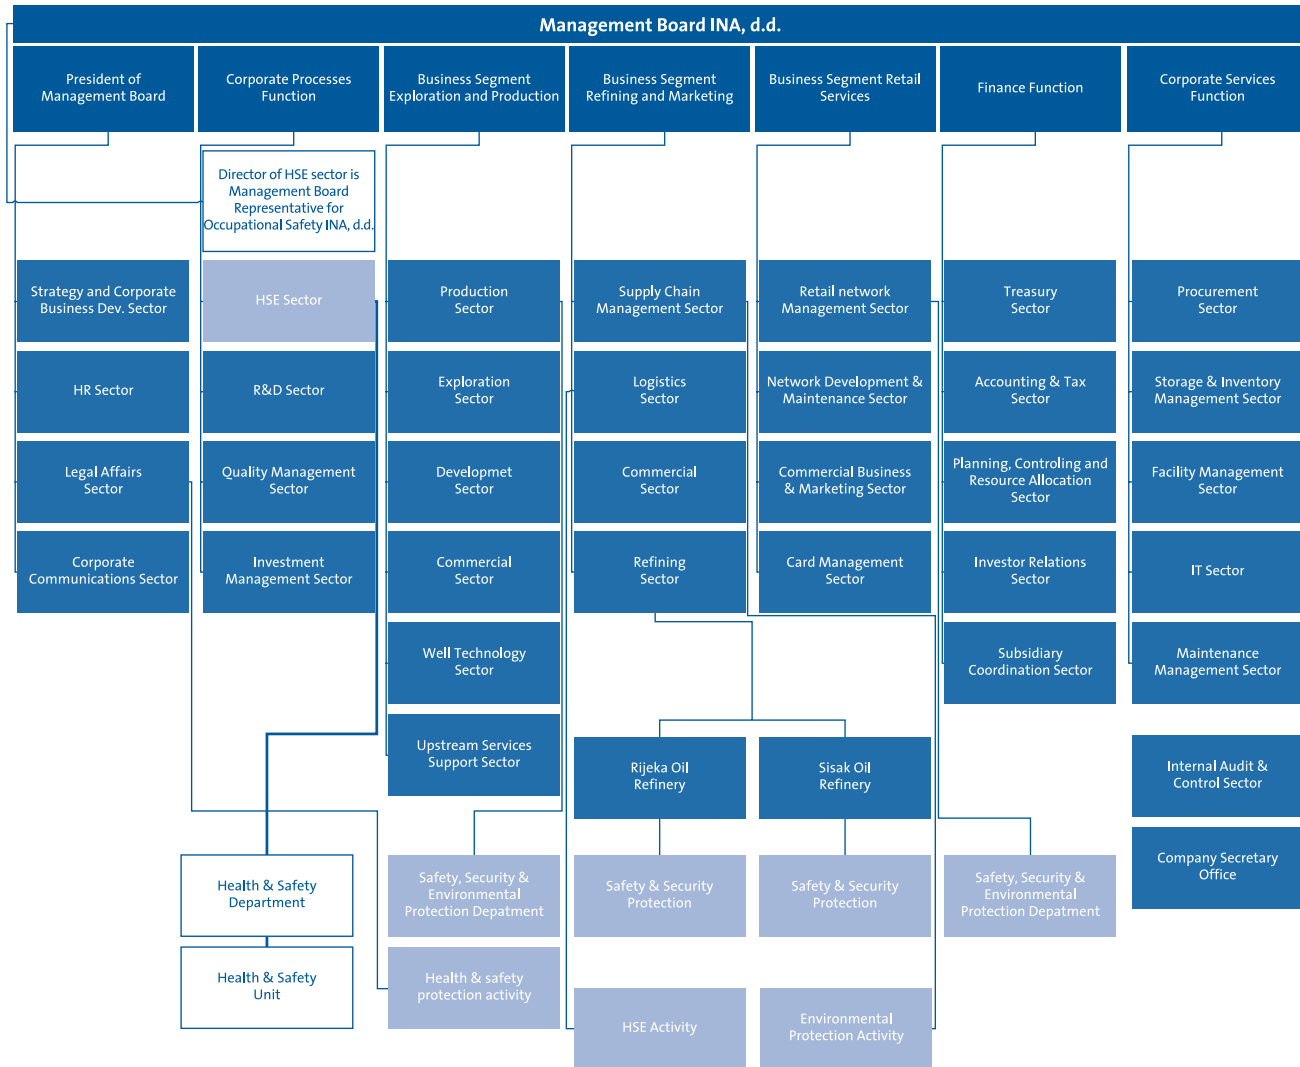 Management Board INA, d.d.
President of
Management Board
Corporate Processes
Function
Business Segment
Exploration and Production
Business Segment
Refining and Marketing
Business Segment Retail
Services
Finance Function
Corporate Services
Function
Director of HSE sector is
Management Board
Representative for
Occupational Safety INA, d.d.
Strategy and Corporate
Business Dev. Sector
HSE Sector
Production
Sector
Supply Chain
Management Sector
Retail network
Management Sector
Treasury
Sector
Procurement
Sector
HR Sector
R&D Sector
Exploration
Sector
Logistics
Sector
Network Development &
Maintenance Sector
Accounting & Tax
Sector
Storage & Inventory
Management Sector
Legal Affairs
Sector
Quality Management
Sector
Developmet
Sector
Commercial
Sector
Commercial Business
& Marketing Sector
Planning, Controling and
Resource Allocation
Sector
Facility Management
Sector
Corporate
Communications Sector
Investment
Management Sector
Commercial
Sector
Refining
Sector
Card Management
Sector
Investor Relations
Sector
IT Sector
Well Technology
Sector
Subsidiary
Coordination Sector
Maintenance
Management Sector
Upstream Services
Support Sector
Rijeka Oil
Refinery
Sisak Oil
Refinery
Internal Audit &
Control Sector
Health & Safety
Department
Safety, Security &
Environmental
Protection Depatment
Safety & Security
Protection
Safety & Security
Protection
Safety, Security &
Environmental
Protection Depatment
Company Secretary
Office
Health & Safety
Unit
Health & safety
protection activity
HSE Activity
Environmental
Protection Activity